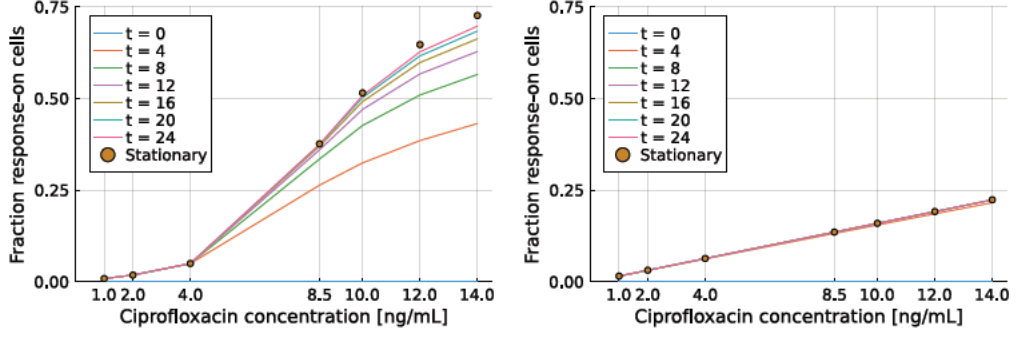 0.75
0.50
0.25
0.00
Fraction response-on cells
t = 0
t = 4
t = 8
t = 12
t = 16
t = 20
t = 24
Stationary
1.0 2.0 4.0 8.5 10.0 12.0 14.0
Ciprofloxacin concentration [ng/mL]
0.75
0.50
0.25
0.00
Fraction response-on cells
t = 0
t = 4
t = 8
t = 12
t = 16
t = 20
t = 24
Stationary
1.0 2.0 4.0 8.5 10.0 12.0 14.0
Ciprofloxacin concentration [ng/mL]